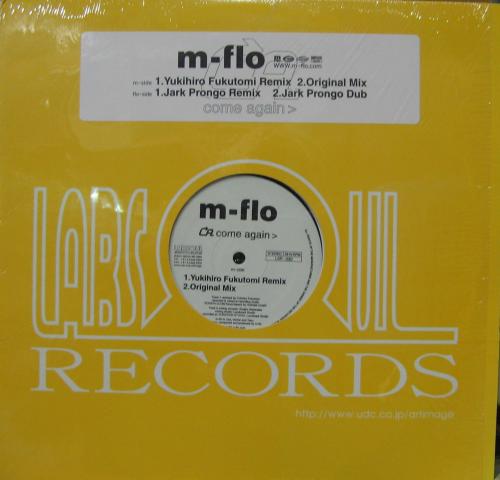 m-flo
www.m-flo.com
m-side 1.Yukihiro Fukutomi Remix 2.Original Mix
flo-side 1.Jark Prongo Remix 2.Jark Prongo Dub
come again>
LABSOUL
m-flo
come again>
1.Yukihiro Fukutomi Remix
2.Original Mix
RECORDS
http://www.udc.co.jp/artimage